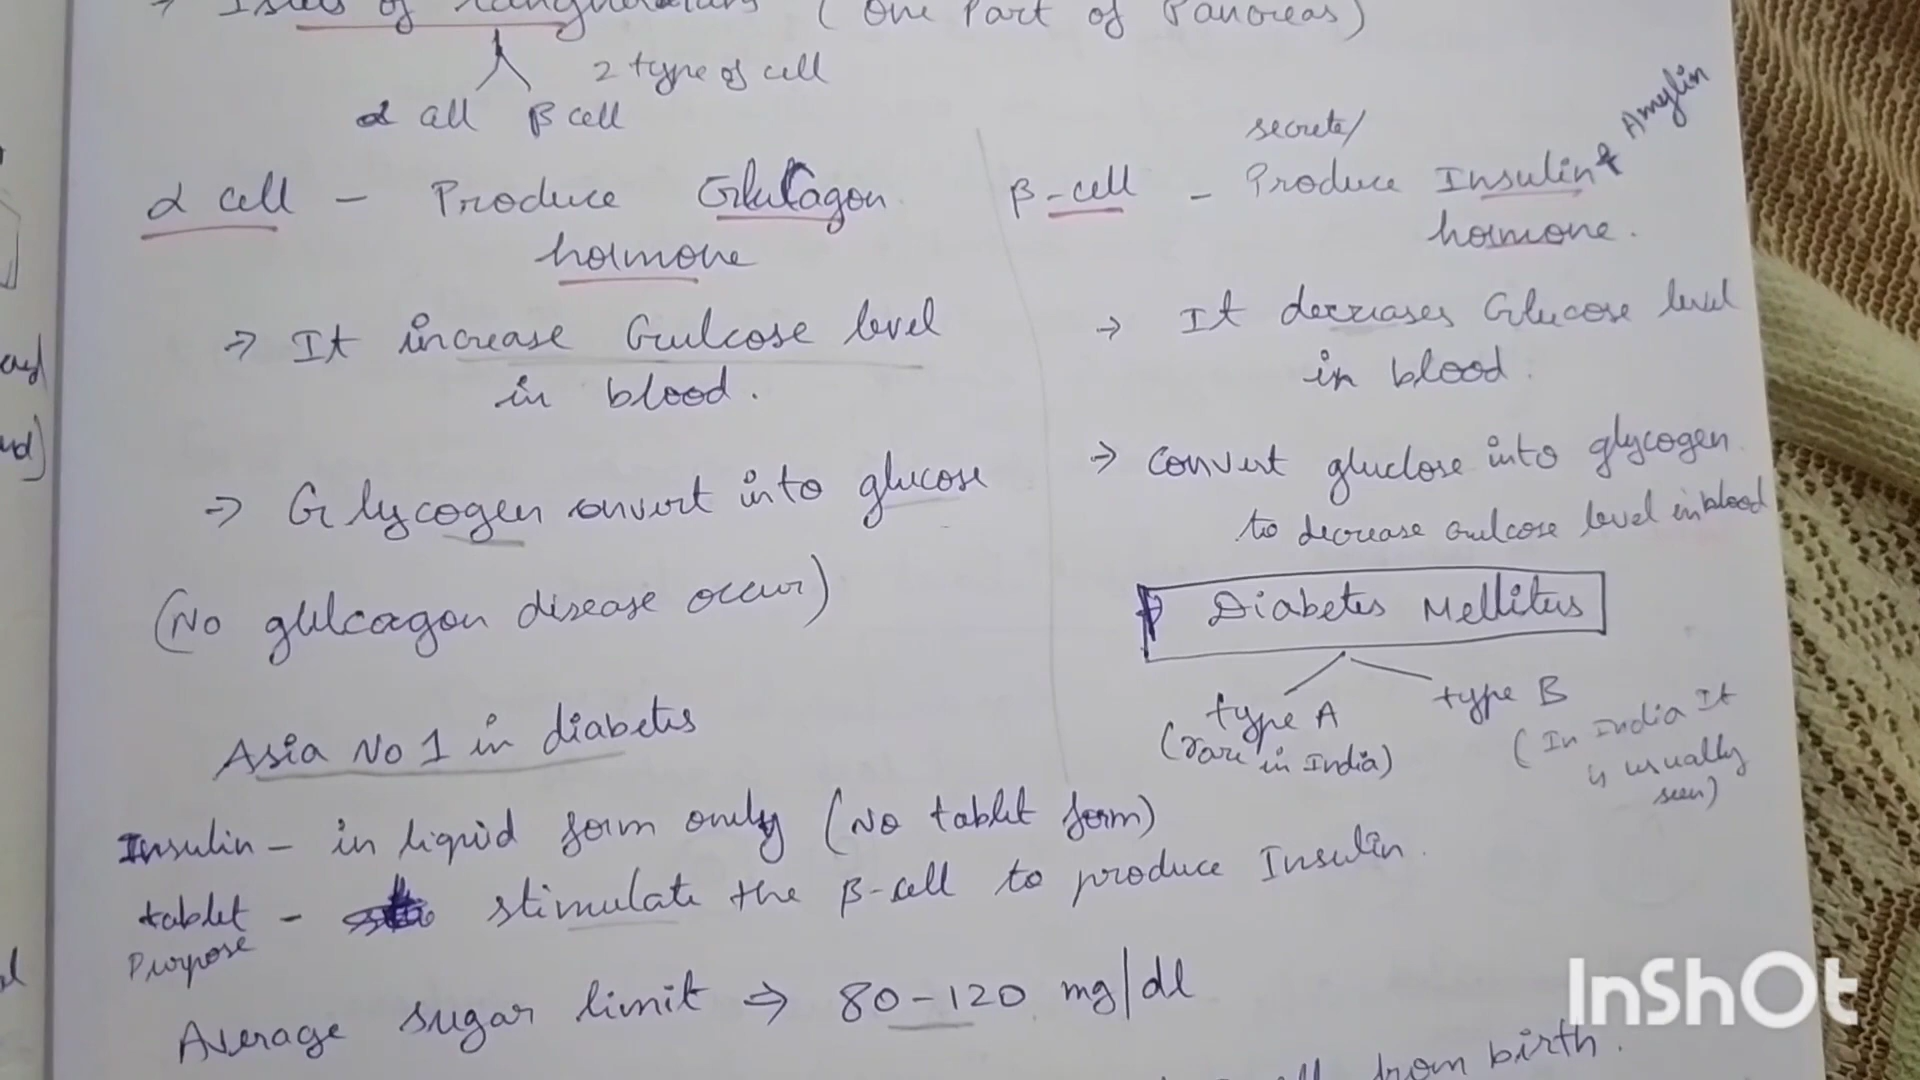 → Islets of Langerhans (One Part of Pancreas)
2 type of cell
α cell β cell
α cell - Produce Glucagon
hormone
→ It increase Gulcose level
in blood.
→ Glycogen convert into glucose
(No glulcagon disease occur)
secrete/
β-cell - Produce Insulin & Amylin
hormone.
→ It decreases Glucose level
in blood.
→ convert gluclose into glycogen
to decrease Gulcose level in blood
Diabetes Mellitus
type A
(rare in India)
type B
(In India It
is usually
seen)
Asia No 1 in diabetes
Insulin - in liquid form only (No tablet form)
tablet - stimulate the β-cell to produce Insulin.
Purpose
Average sugar limit ⇒ 80-120 mg/dl
from birth.
InShOt